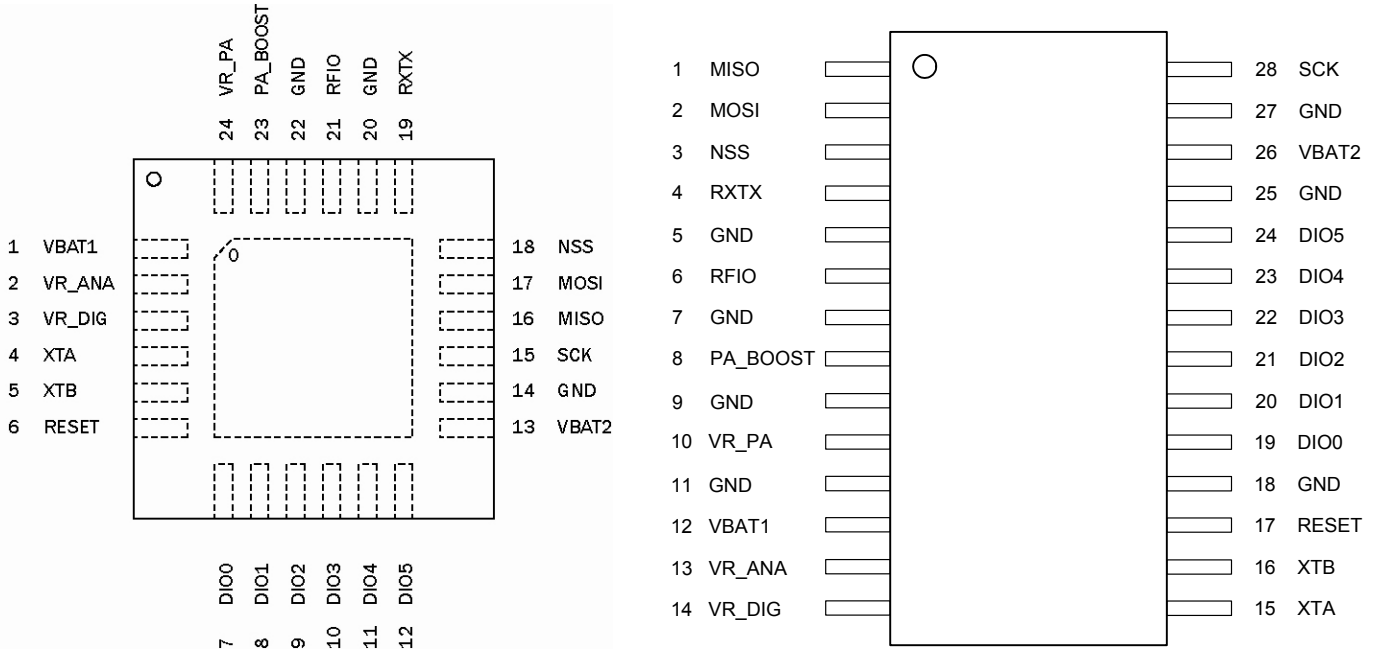 24 VR_PA
23 PA_BOOST
22 GND
21 RFIO
20 GND
19 RXTX
1 VBAT1
2 VR_ANA
3 VR_DIG
4 XTA
5 XTB
6 RESET
18 NSS
17 MOSI
16 MISO
15 SCK
14 GND
13 VBAT2
0
7 DIO0
8 DIO1
9 DIO2
10 DIO3
11 DIO4
12 DIO5
1 MISO
2 MOSI
3 NSS
4 RXTX
5 GND
6 RFIO
7 GND
8 PA_BOOST
9 GND
10 VR_PA
11 GND
12 VBAT1
13 VR_ANA
14 VR_DIG
28 SCK
27 GND
26 VBAT2
25 GND
24 DIO5
23 DIO4
22 DIO3
21 DIO2
20 DIO1
19 DIO0
18 GND
17 RESET
16 XTB
15 XTA